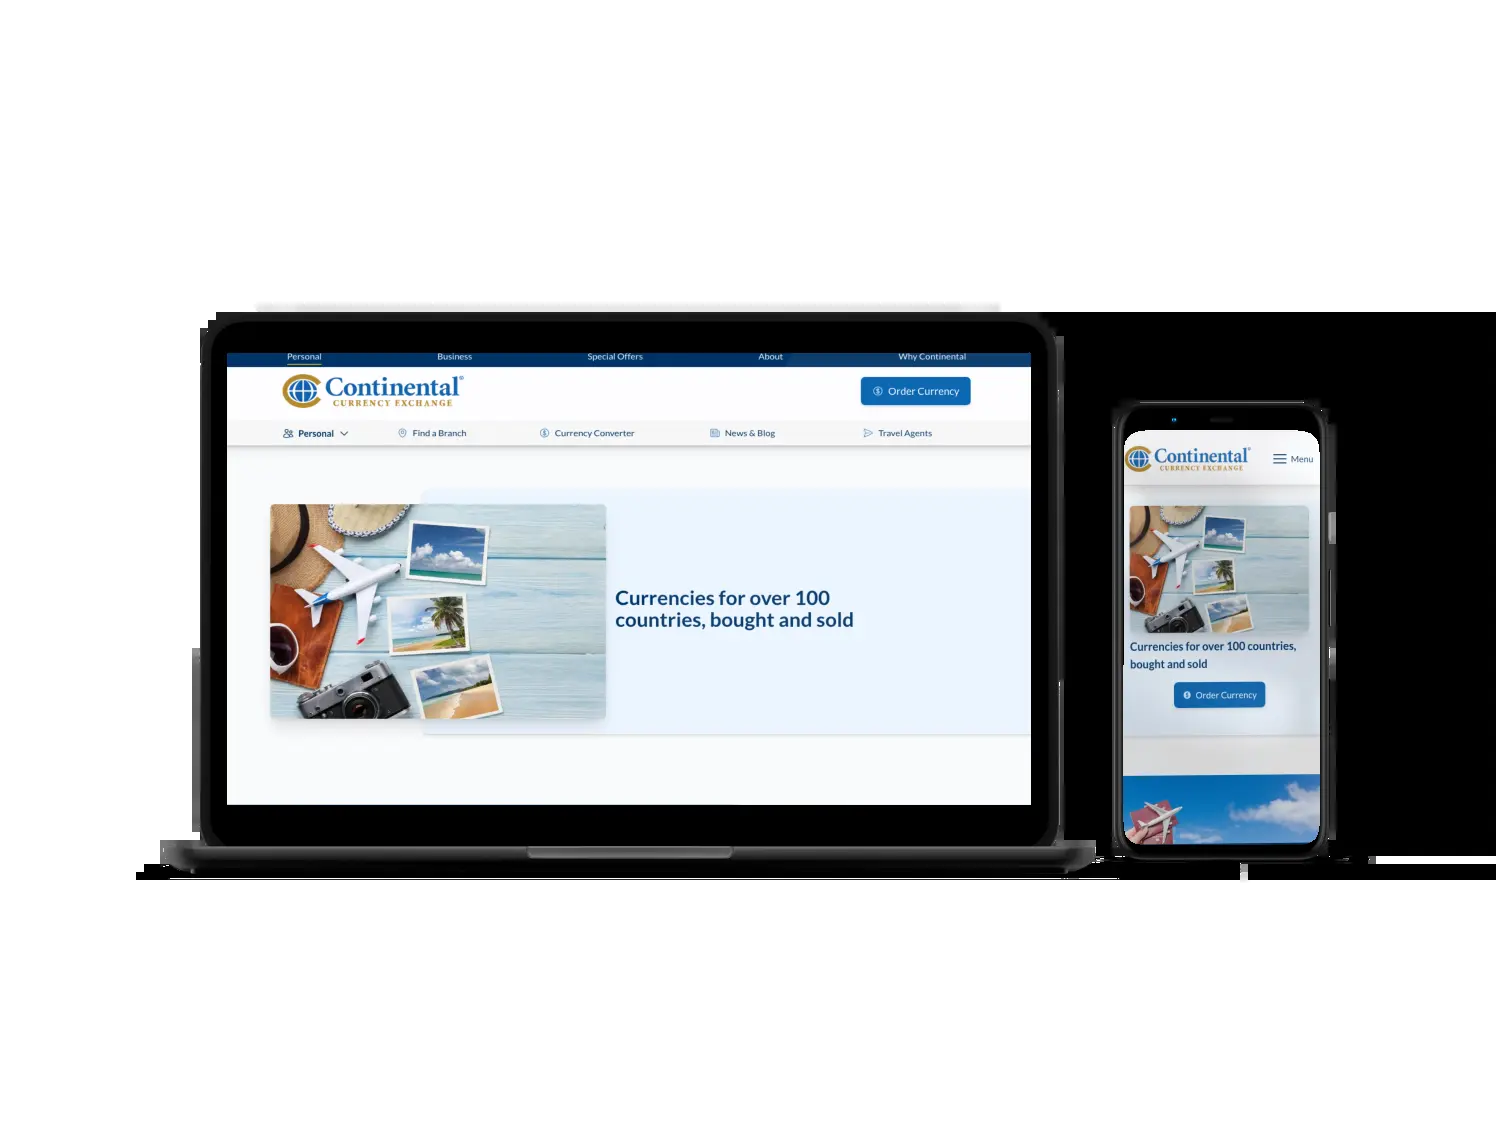 Personal
Business
Special Offers
About
Why Continental
Continental®
CURRENCY EXCHANGE
Order Currency
Personal
Find a Branch
Currency Converter
News & Blog
Travel Agents
Currencies for over 100
countries, bought and sold
Continental®
CURRENCY EXCHANGE
Menu
Currencies for over 100 countries,
bought and sold
Order Currency